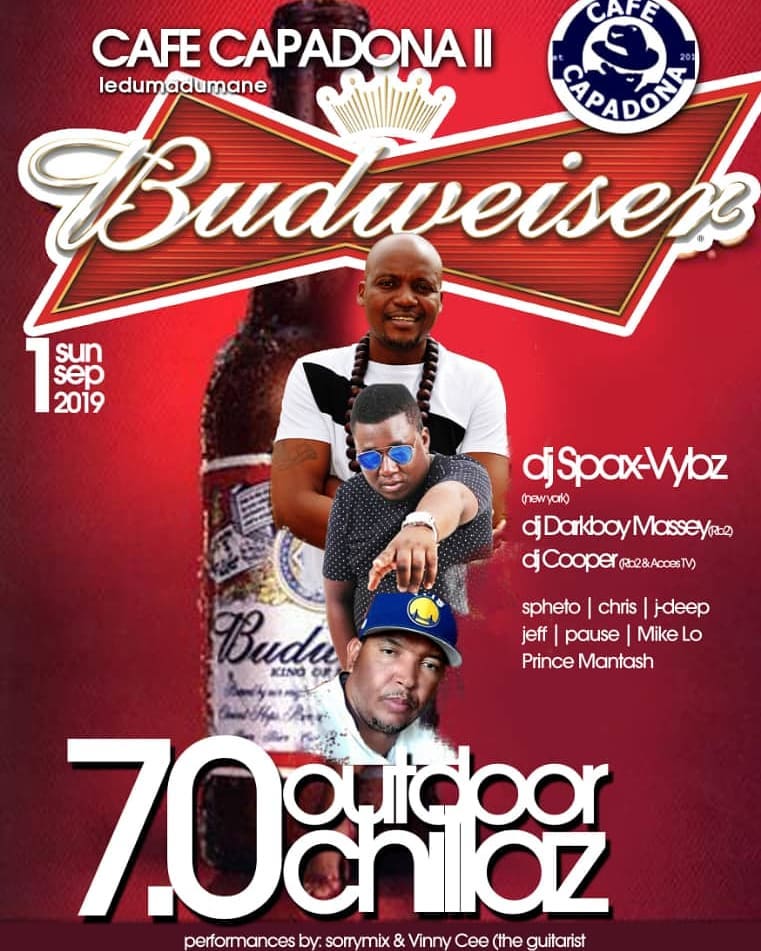 CAFE CAPADONA II
ledumadumane
CAFE
CAPADONA
Budweiser
1 sun
sep
2019
dj Spax-Vybz
(new york)
dj Darkboy Massey (Rb2)
dj Cooper (Rb2 & Acces TV)
spheto | chris | j-deep
jeff | pause | Mike Lo
Prince Mantash
Budw
KING OF
7.0 outdoor
chillaz
performances by: sorrymix & Vinny Cee (the guitarist